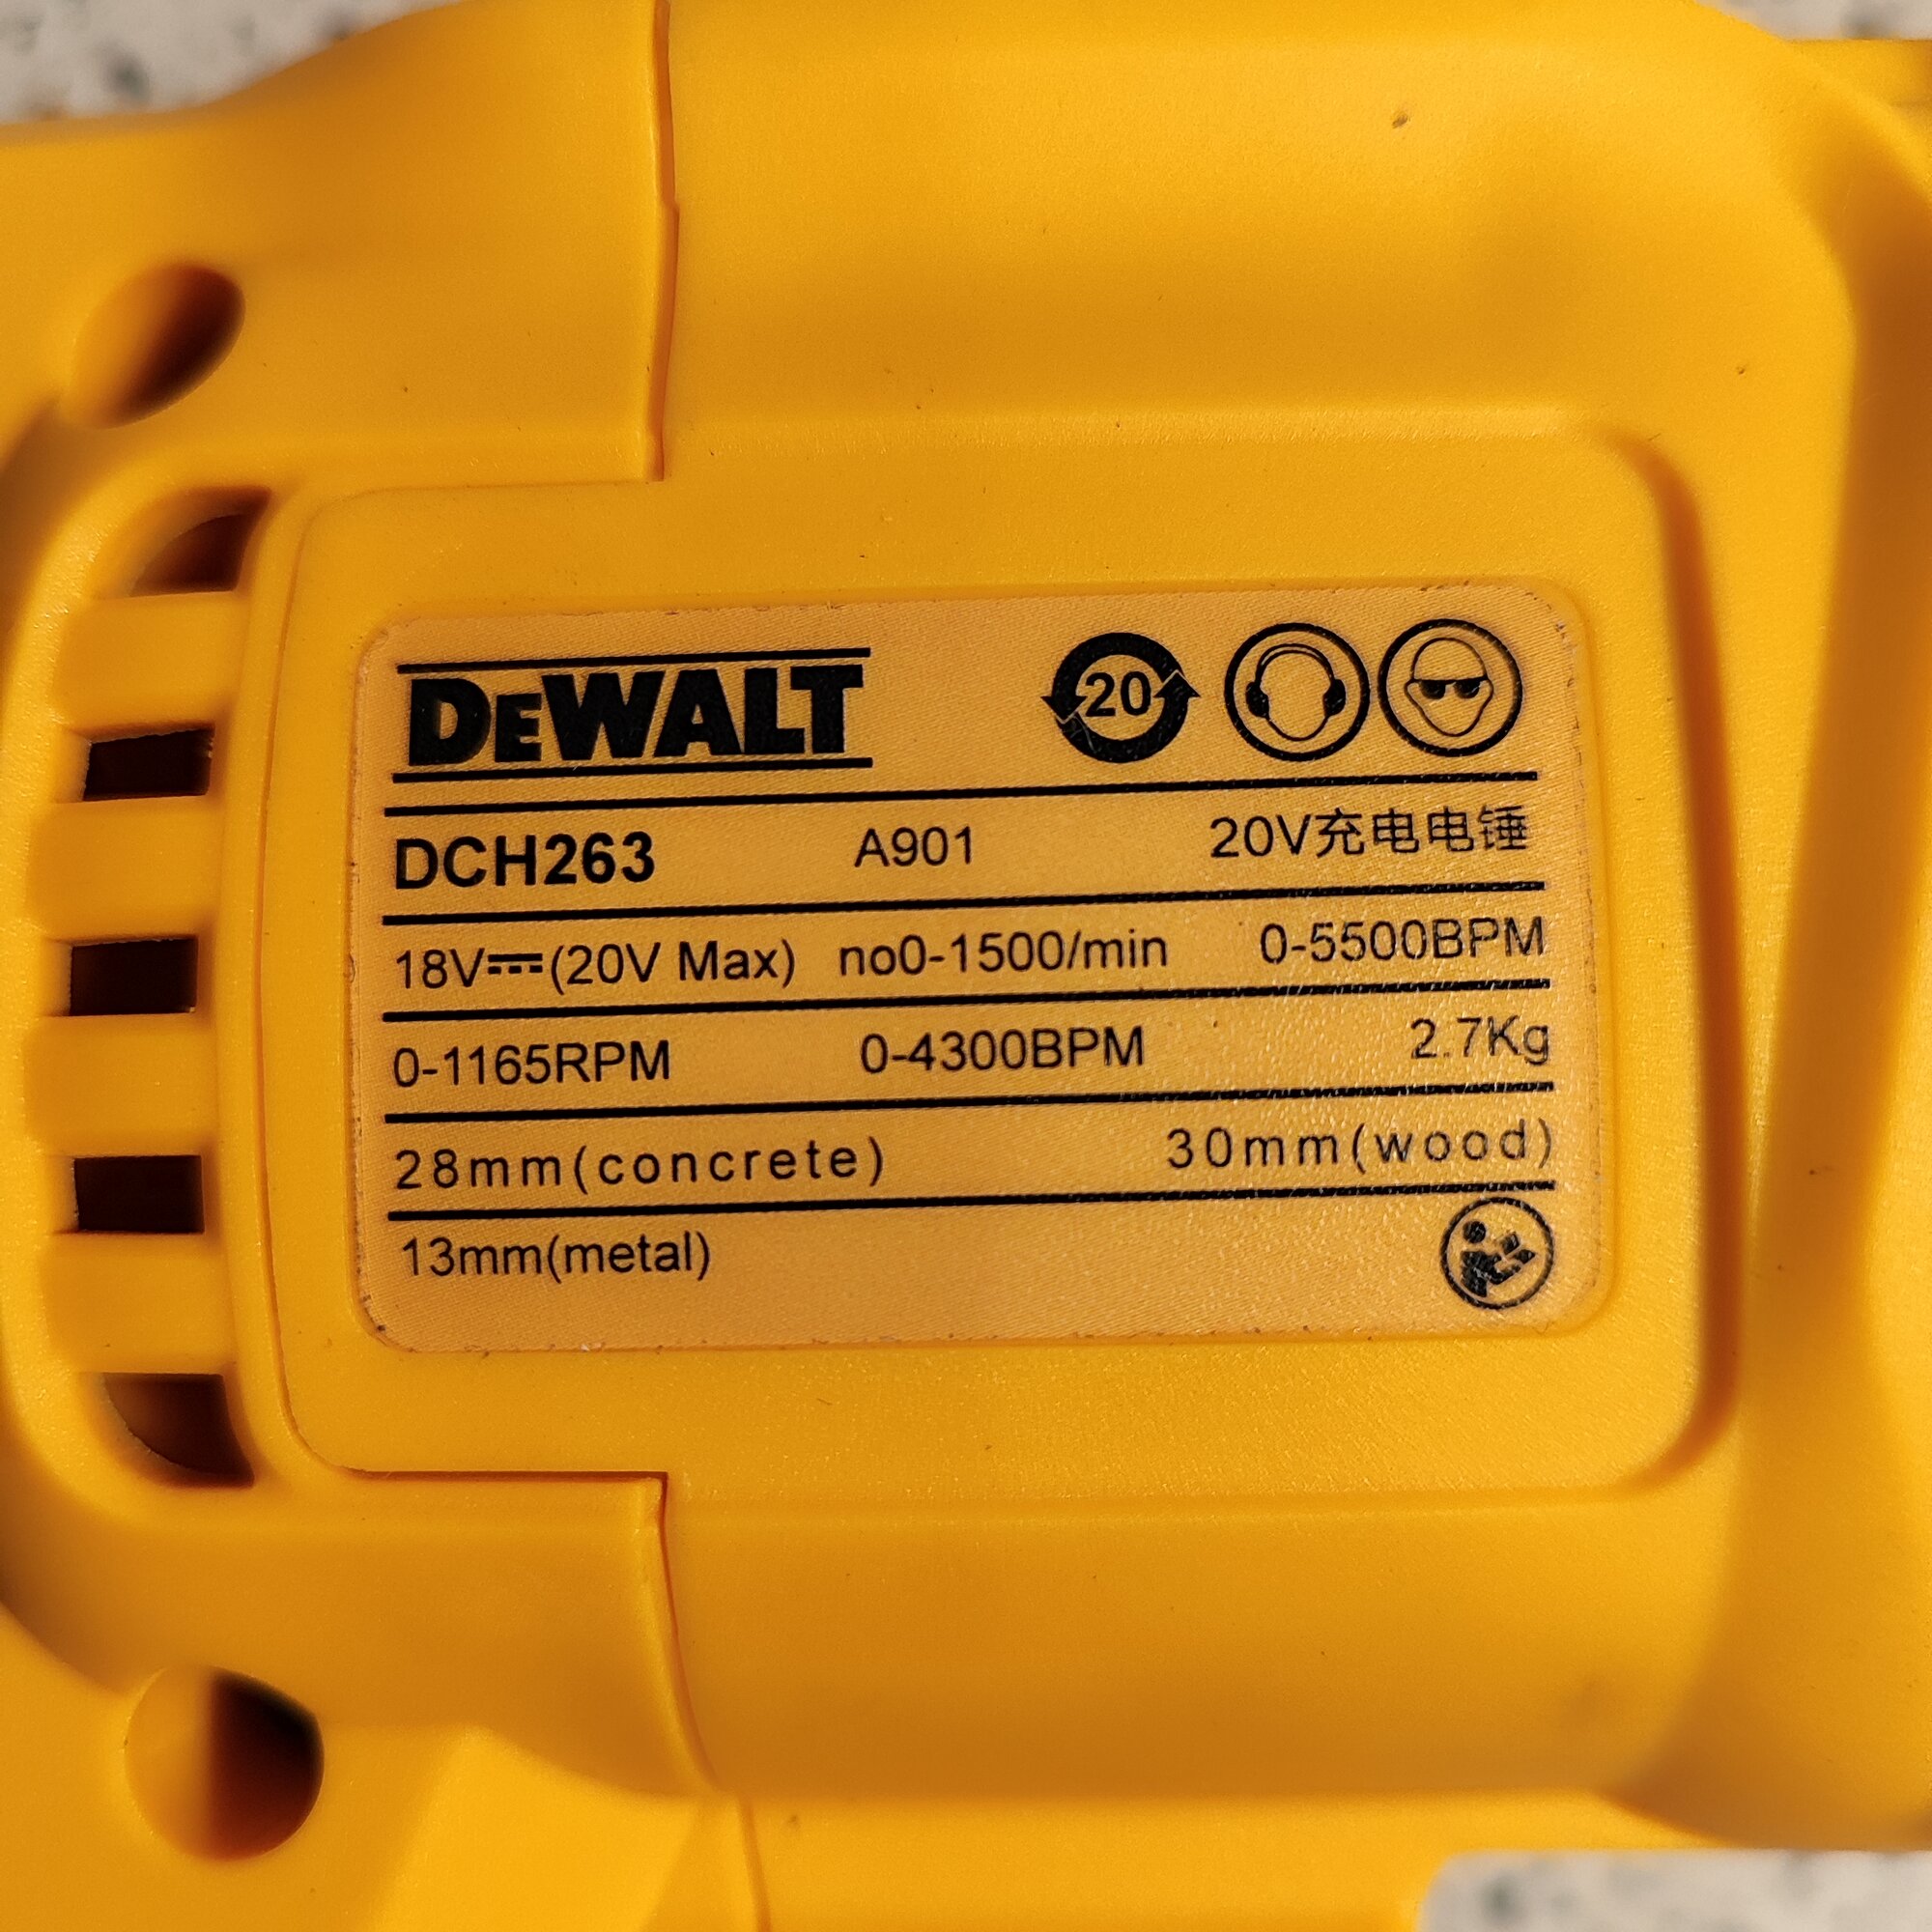 DEWALT 20
DCH263 A901 20V充电电锤
18V⎓(20V Max) no0-1500/min 0-5500BPM
0-1165RPM 0-4300BPM 2.7Kg
28mm(concrete) 30mm(wood)
13mm(metal)